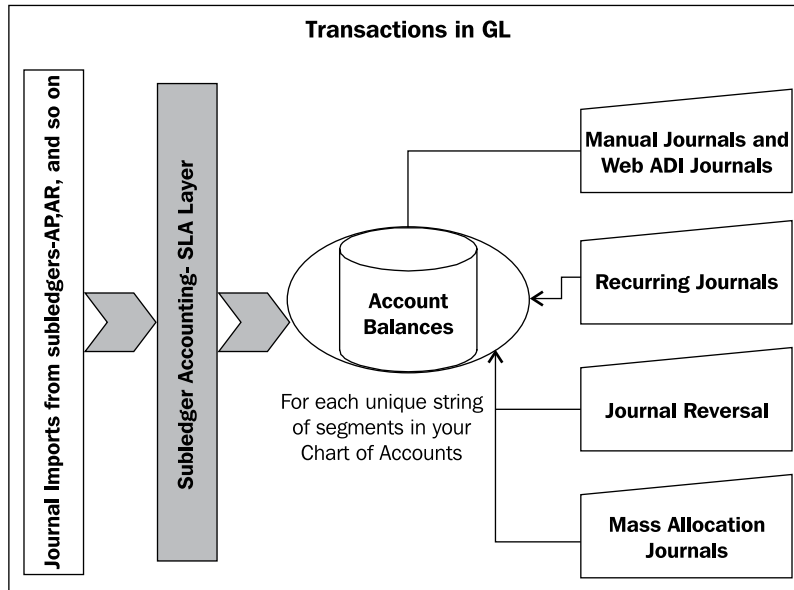 Transactions in GL
Journal Imports from subledgers-AP,AR, and so on
Subledger Accounting- SLA Layer
Account
Balances
For each unique string
of segments in your
Chart of Accounts
Manual Journals and
Web ADI Journals
Recurring Journals
Journal Reversal
Mass Allocation
Journals